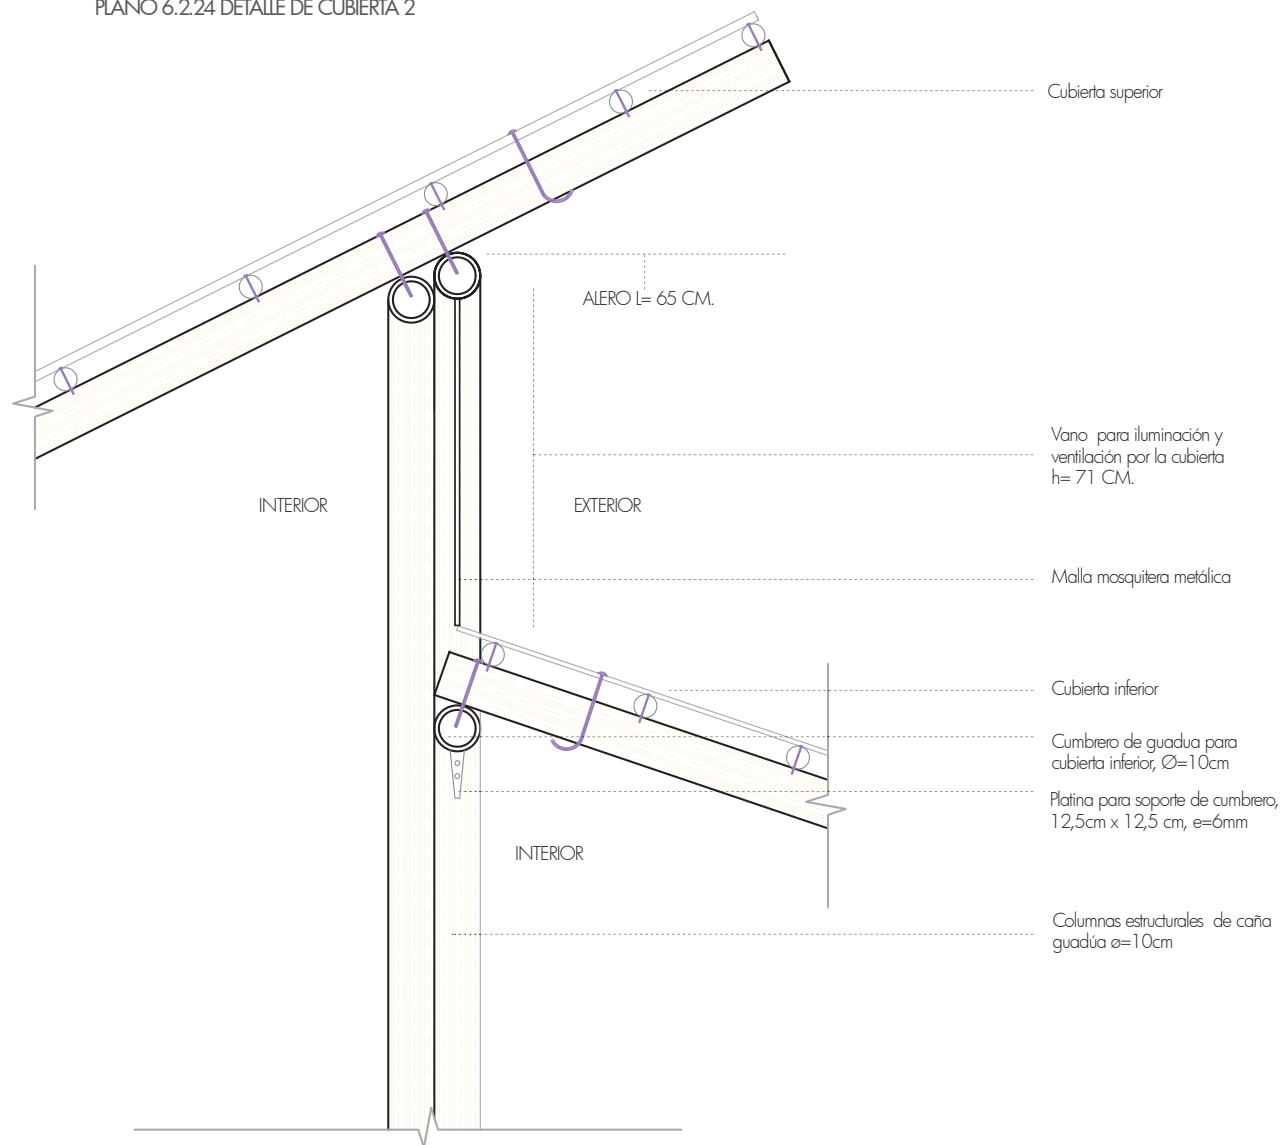 PLANO 6.2.24 DETALLE DE CUBIERTA 2
Cubierta superior
ALERO L= 65 CM.
Vano para iluminación y
ventilación por la cubierta
h= 71 CM.
INTERIOR
EXTERIOR
Malla mosquitera metálica
Cubierta inferior
Cumbrero de guadua para
cubierta inferior, Ø=10cm
Platina para soporte de cumbrero,
12,5cm x 12,5 cm, e=6mm
INTERIOR
Columnas estructurales de caña
guadúa ø=10cm